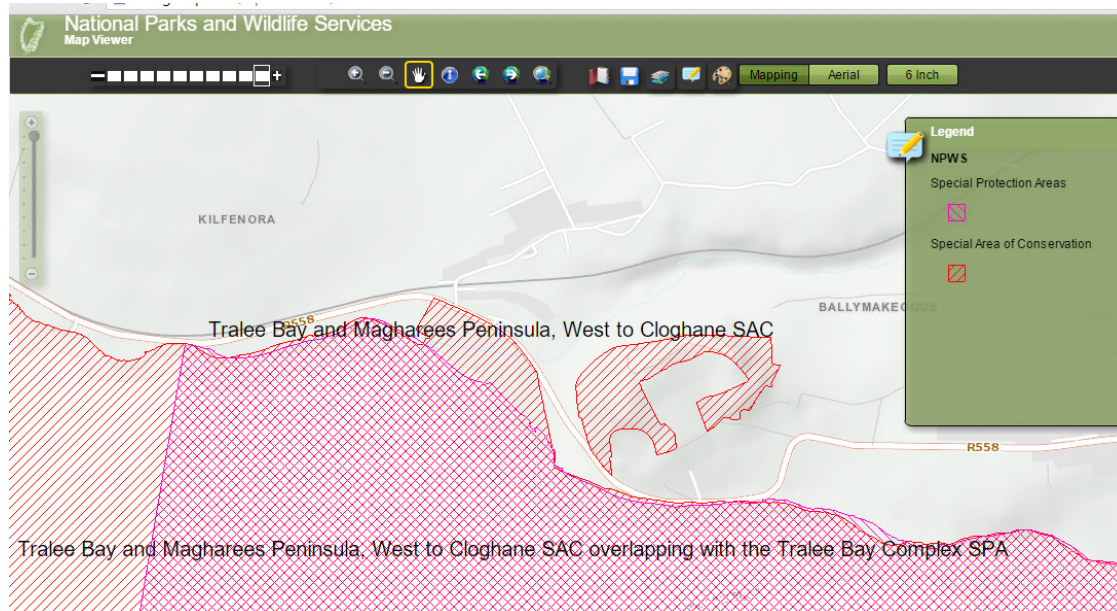 National Parks and Wildlife Services
Map Viewer
Mapping
Aerial
6 Inch
Legend
NPWS
Special Protection Areas
Special Area of Conservation
KILFENORA
BALLYMAKEGOGE
R558
Tralee Bay and Magharees Peninsula, West to Cloghane SAC
R558
Tralee Bay and Magharees Peninsula, West to Cloghane SAC overlapping with the Tralee Bay Complex SPA